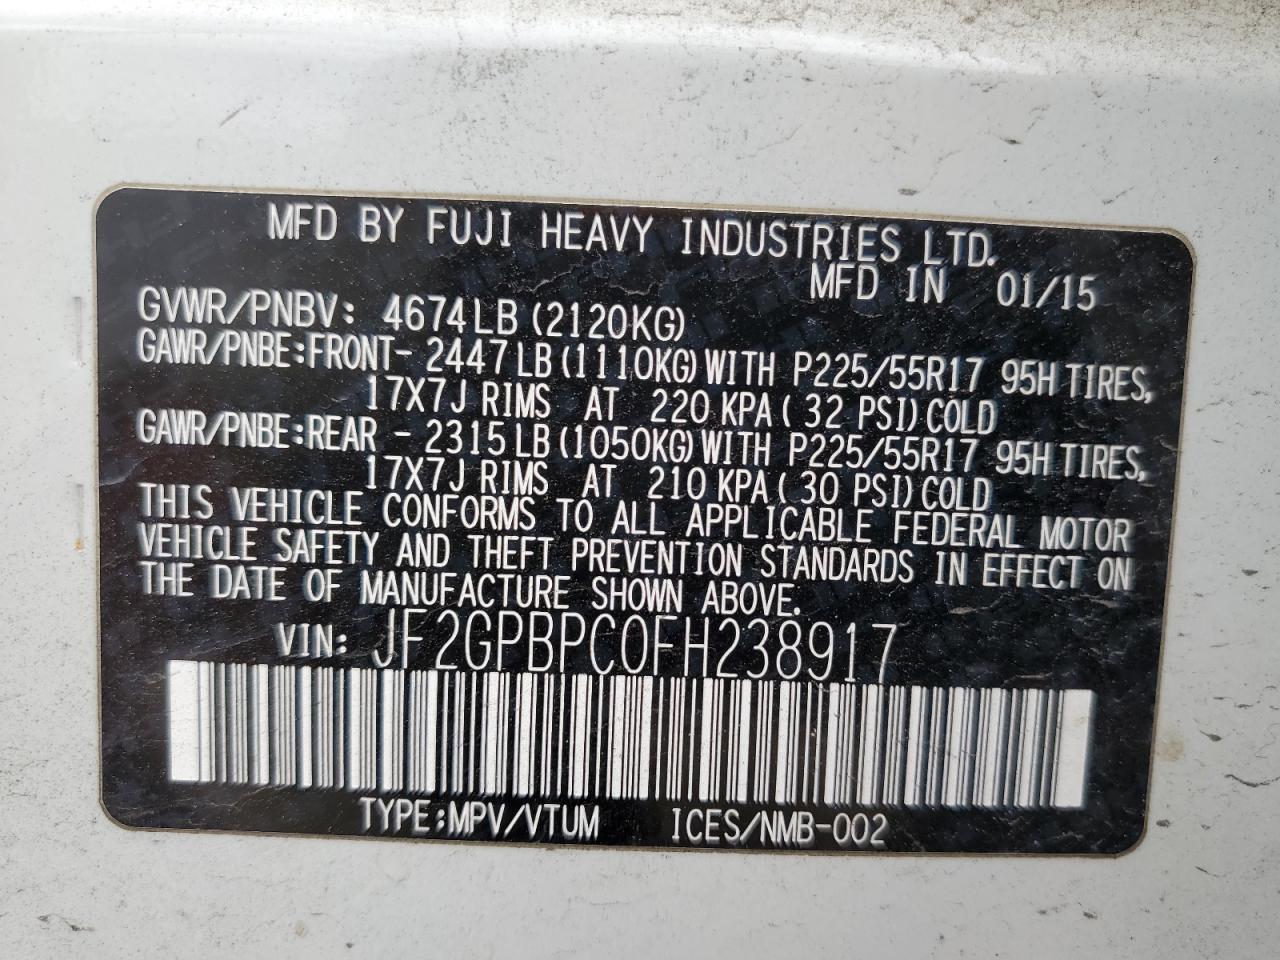 MFD BY FUJI HEAVY INDUSTRIES LTD.
MFD IN 01/15
GVWR/PNBV: 4674LB (2120KG)
GAWR/PNBE:FRONT- 2447LB(1110KG)WITH P225/55R17 95H TIRES,
17X7J RIMS AT 220 KPA( 32 PSI)COLD
GAWR/PNBE:REAR - 2315LB(1050KG)WITH P225/55R17 95H TIRES,
17X7J RIMS AT 210 KPA( 30 PSI)COLD
THIS VEHICLE CONFORMS TO ALL APPLICABLE FEDERAL MOTOR
VEHICLE SAFETY AND THEFT PREVENTION STANDARDS IN EFFECT ON
THE DATE OF MANUFACTURE SHOWN ABOVE.
VIN: JF2GPBPC0FH238917
TYPE:MPV/VTUM ICES/NMB-002